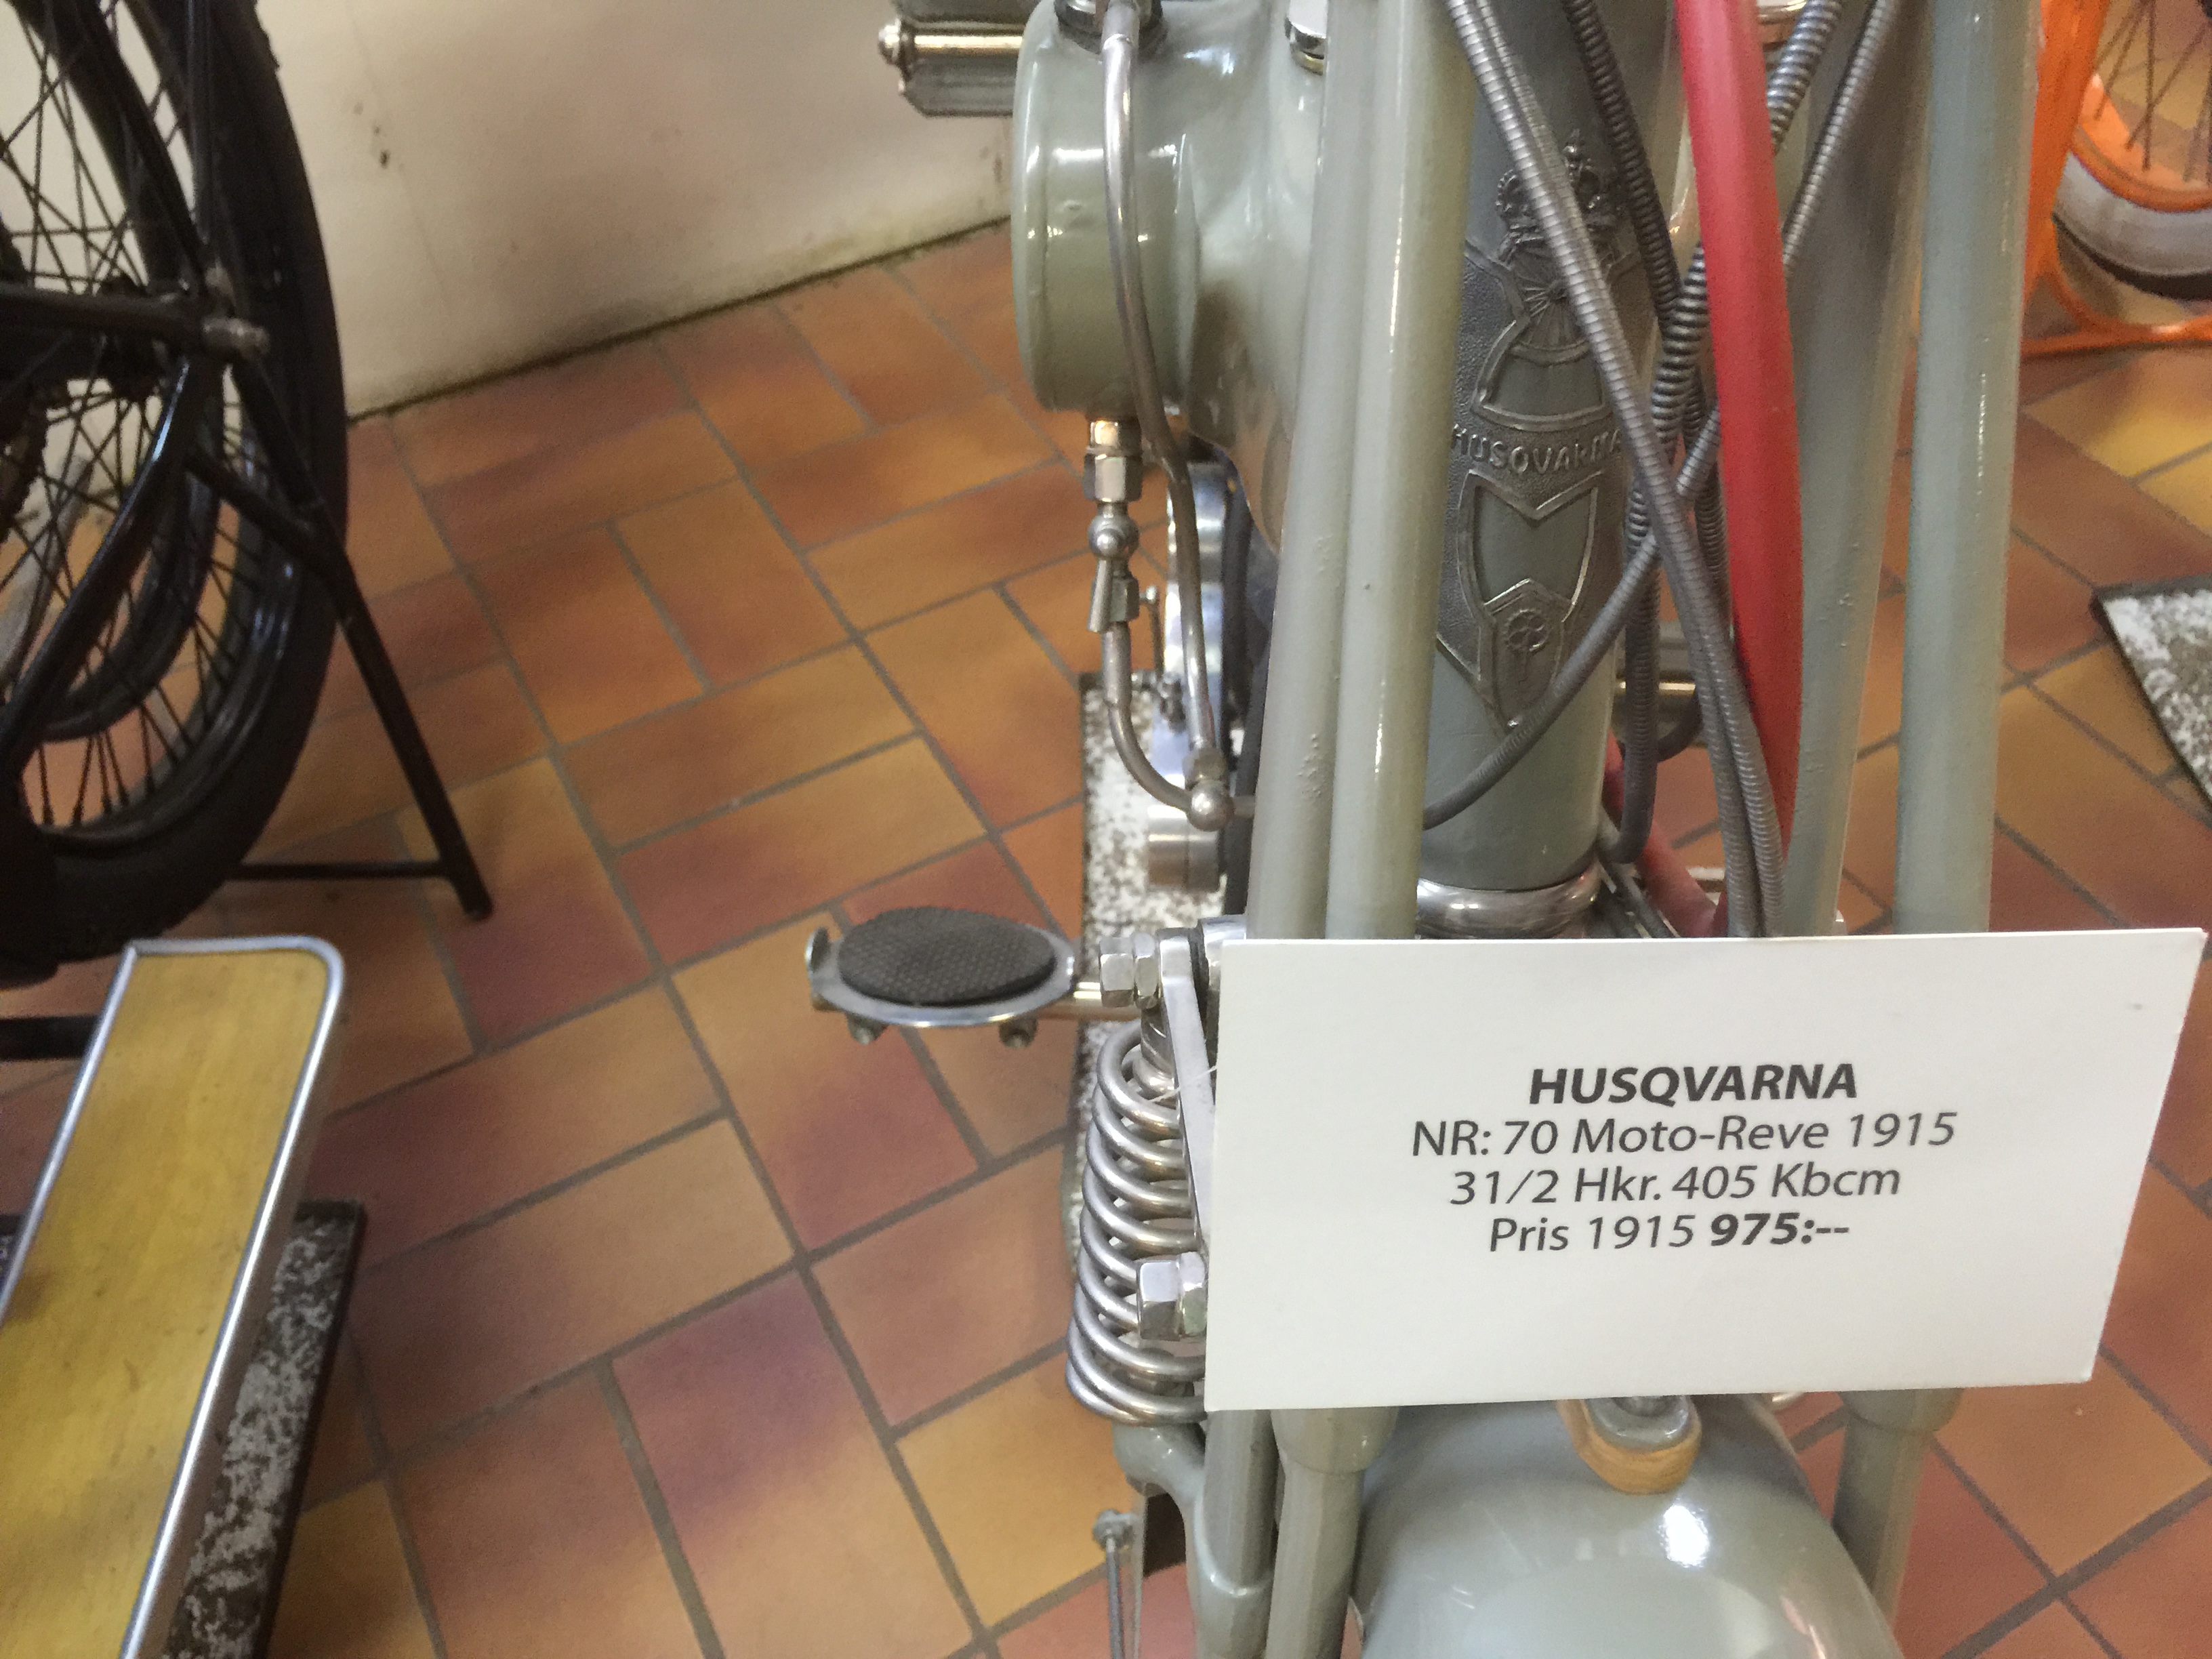 HUSQVARNA
HUSQVARNA
NR: 70 Moto-Reve 1915
31/2 Hkr. 405 Kbcm
Pris 1915 975:--